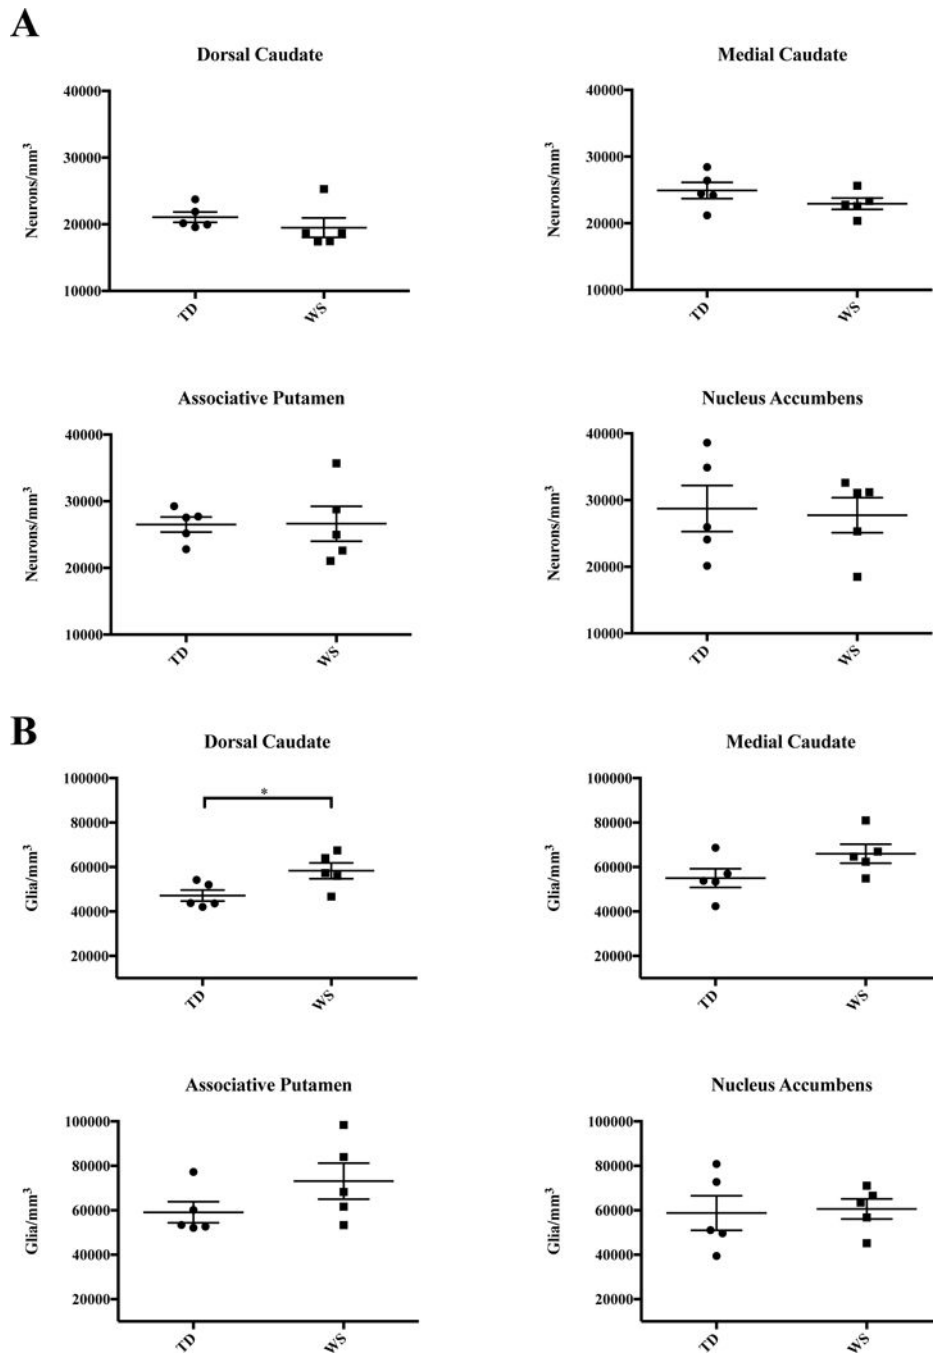 A
Dorsal Caudate
Neurons/mm³
40000
30000
20000
10000
TD
WS
Medial Caudate
Neurons/mm³
40000
30000
20000
10000
TD
WS
Associative Putamen
Neurons/mm³
40000
30000
20000
10000
TD
WS
Nucleus Accumbens
Neurons/mm³
40000
30000
20000
10000
TD
WS
B
Dorsal Caudate
Glia/mm³
100000
80000
60000
40000
20000
*
TD
WS
Medial Caudate
Glia/mm³
100000
80000
60000
40000
20000
TD
WS
Associative Putamen
Glia/mm³
100000
80000
60000
40000
20000
TD
WS
Nucleus Accumbens
Glia/mm³
100000
80000
60000
40000
20000
TD
WS